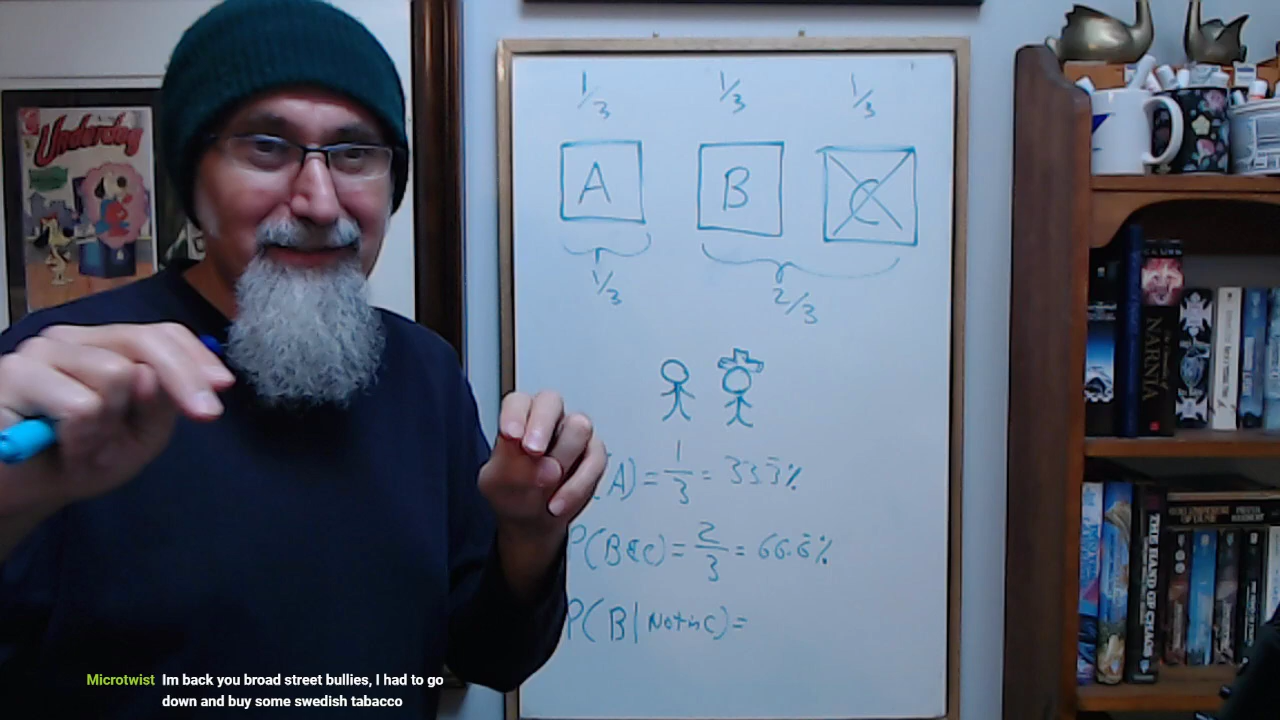 1/3 1/3 1/3
A B C
1/3 2/3
(A) = 1/3 = 33.3%
P(B&C) = 2/3 = 66.6%
P(B|Not in C) =
Underdog
NARNIA
THE HAND OF CHAOS
Microtwist Im back you broad street bullies, I had to go
down and buy some swedish tabacco